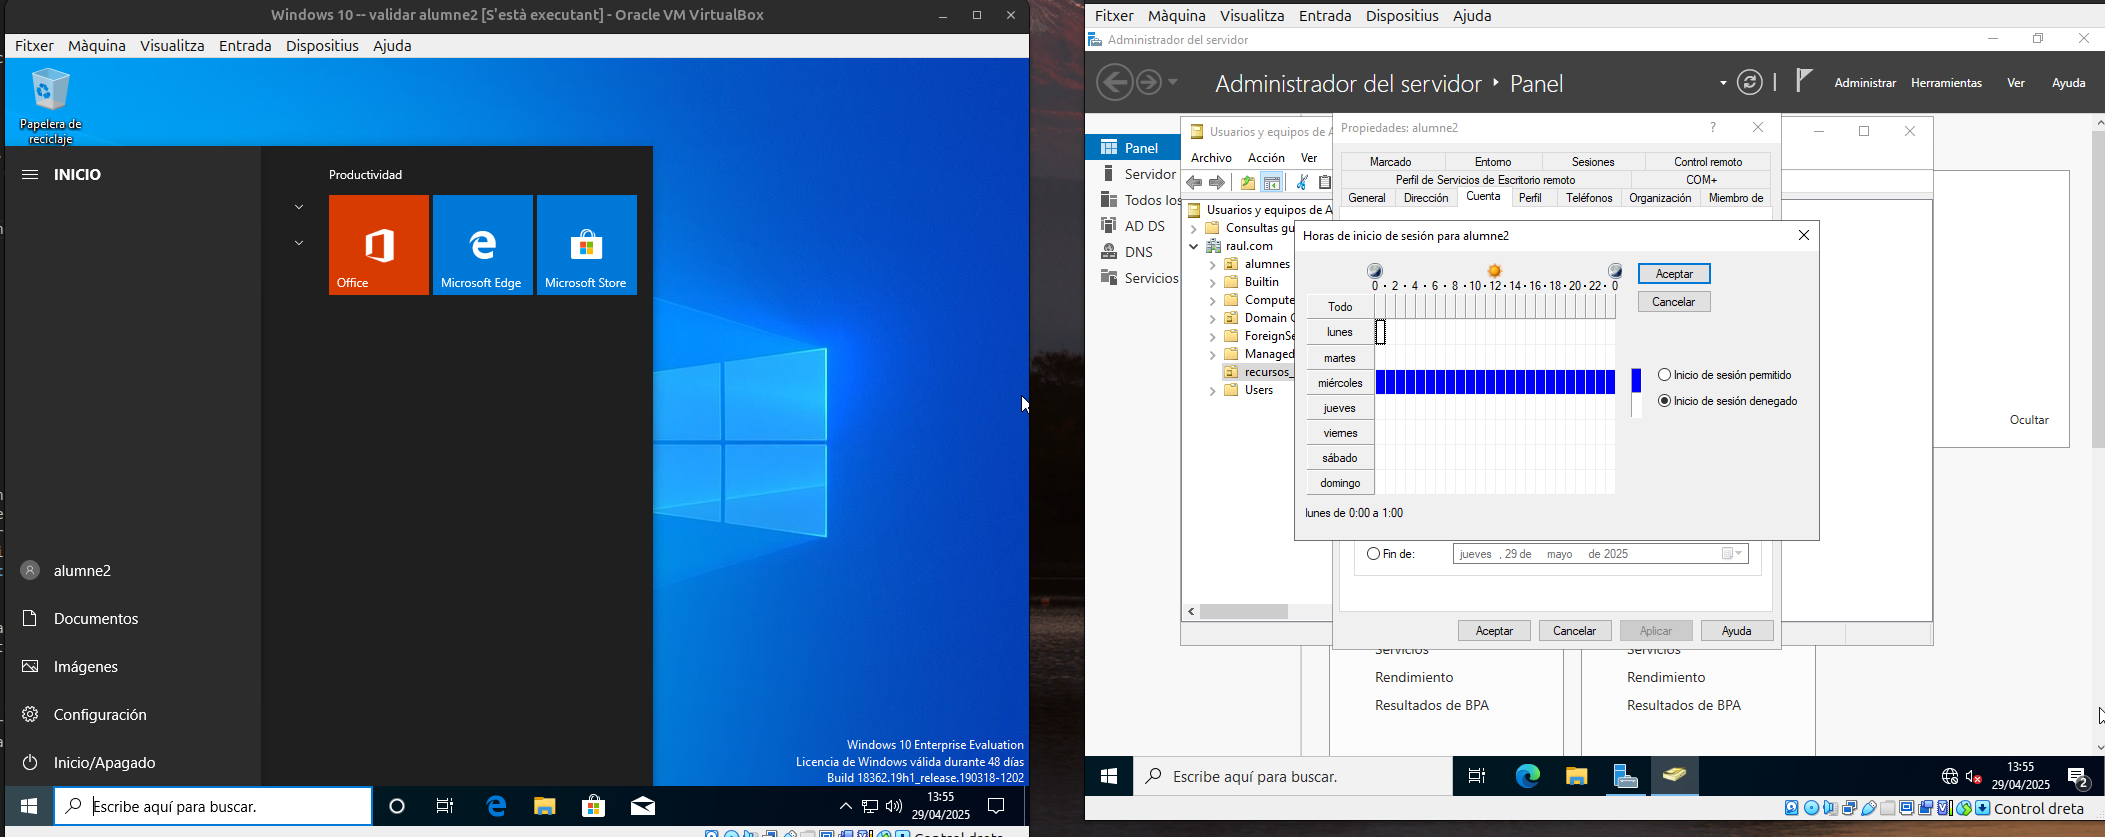 Windows 10 -- validar alumne2 [S'està executant] - Oracle VM VirtualBox
Fitxer Màquina Visualitza Entrada Dispositius Ajuda
Papelera de
reciclaje
INICIO
Productividad
Office
Microsoft Edge
Microsoft Store
alumne2
Documentos
Imágenes
Configuración
Inicio/Apagado
Windows 10 Enterprise Evaluation
Licencia de Windows válida durante 48 días
Build 18362.19h1_release.190318-1202
Escribe aquí para buscar.
13:55
29/04/2025
Control dreta
Fitxer Màquina Visualitza Entrada Dispositius Ajuda
Administrador del servidor
Administrador del servidor Panel
Administrar Herramientas Ver Ayuda
Panel
Servidor
Todos los
AD DS
DNS
Servicios
Usuarios y equipos de A
Archivo Acción Ver
Usuarios y equipos de A
Consultas gu
raul.com
alumnes
Builtin
Compute
Domain C
ForeignSe
Managed
recursos_
Users
Propiedades: alumne2
Marcado Entorno Sesiones Control remoto
Perfil de Servicios de Escritorio remoto COM+
General Dirección Cuenta Perfil Teléfonos Organización Miembro de
Horas de inicio de sesión para alumne2
0 · 2 · 4 · 6 · 8 · 10 · 12 · 14 · 16 · 18 · 20 · 22 · 0
Todo
lunes
martes
miércoles
jueves
viernes
sábado
domingo
lunes de 0:00 a 1:00
Aceptar
Cancelar
Inicio de sesión permitido
Inicio de sesión denegado
Fin de: jueves , 29 de mayo de 2025
Aceptar Cancelar Aplicar Ayuda
Ocultar
Servicios
Rendimiento
Resultados de BPA
Servicios
Rendimiento
Resultados de BPA
Escribe aquí para buscar.
13:55
29/04/2025
2
Control dreta